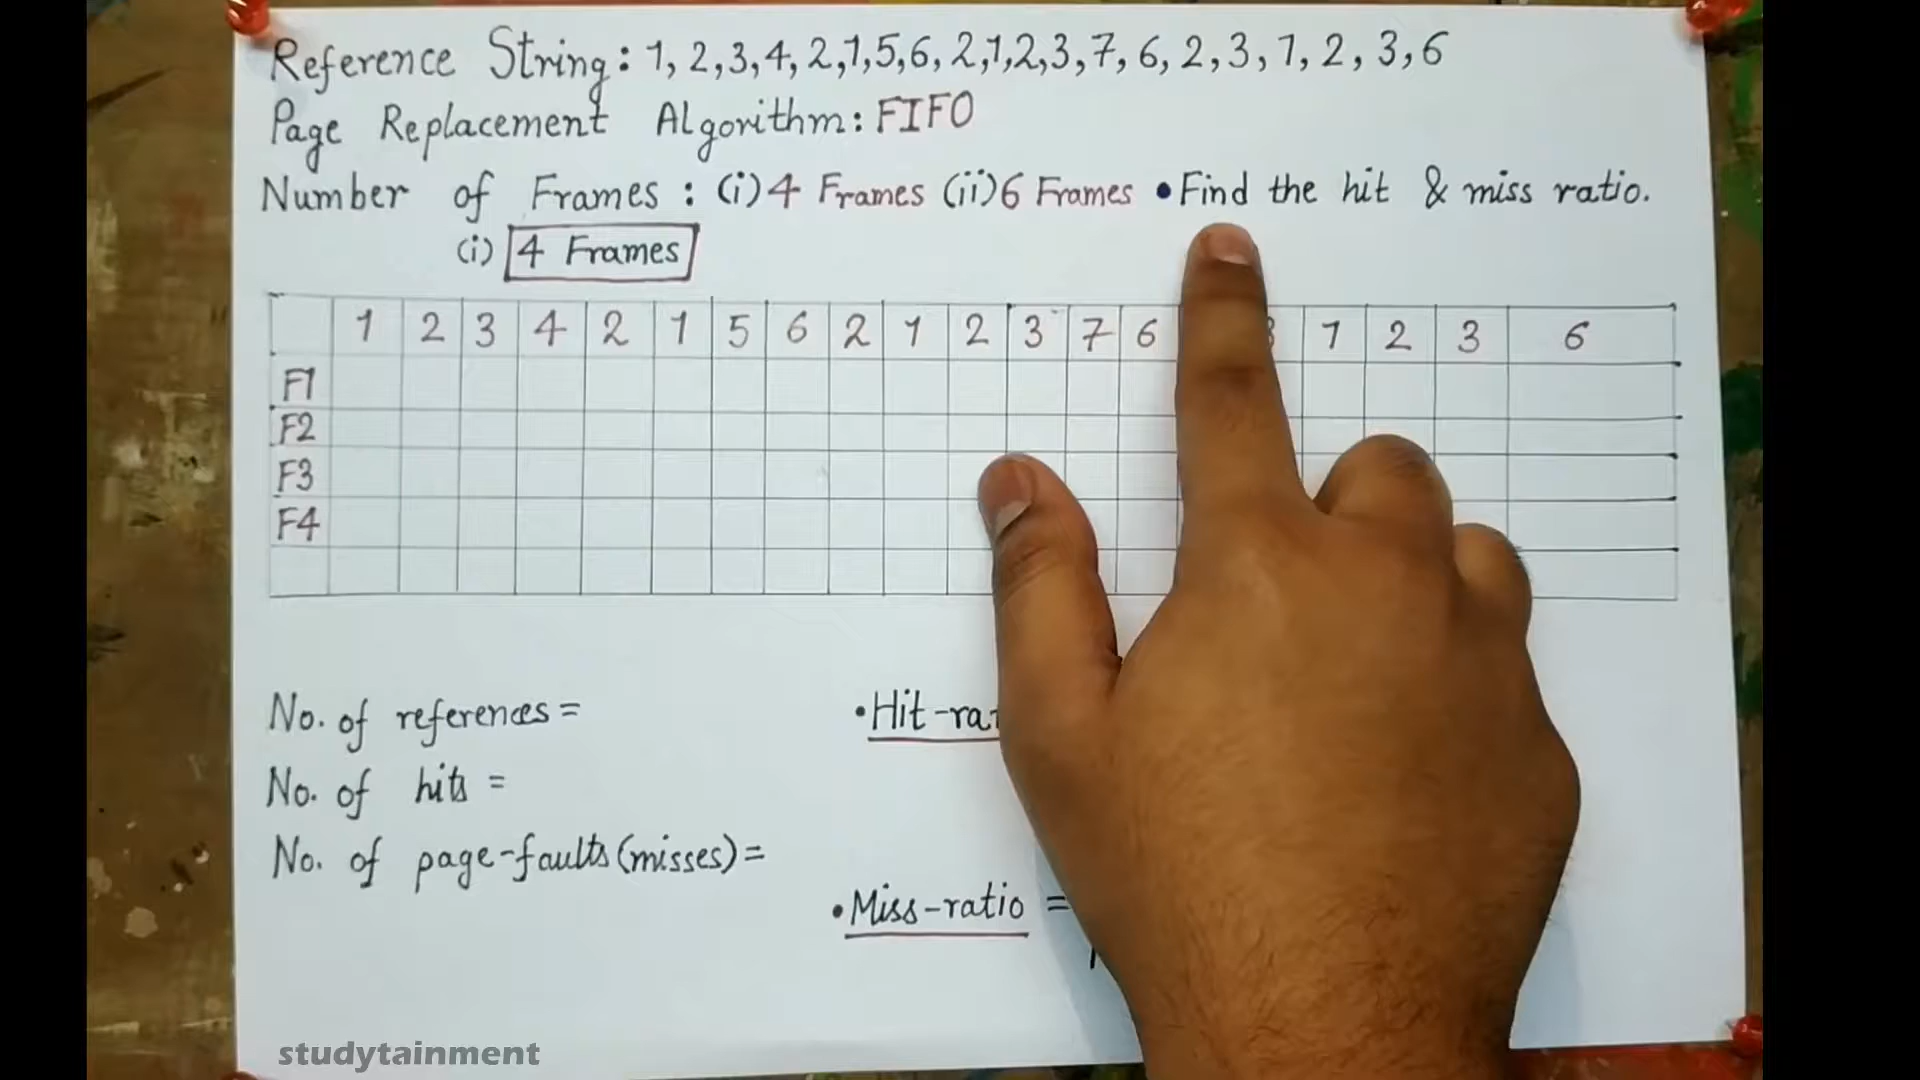 Reference String: 1, 2, 3, 4, 2, 1, 5, 6, 2, 1, 2, 3, 7, 6, 2, 3, 1, 2, 3, 6
Page Replacement Algorithm: FIFO
Number of Frames: (i) 4 Frames (ii) 6 Frames • Find the hit & miss ratio.
(i) 4 Frames
1 2 3 4 2 1 5 6 2 1 2 3 7 6 1 2 3 6
F1
F2
F3
F4
No. of references =
• Hit-rat
No. of hits =
No. of page-faults (misses) =
• Miss-ratio =
studytainment